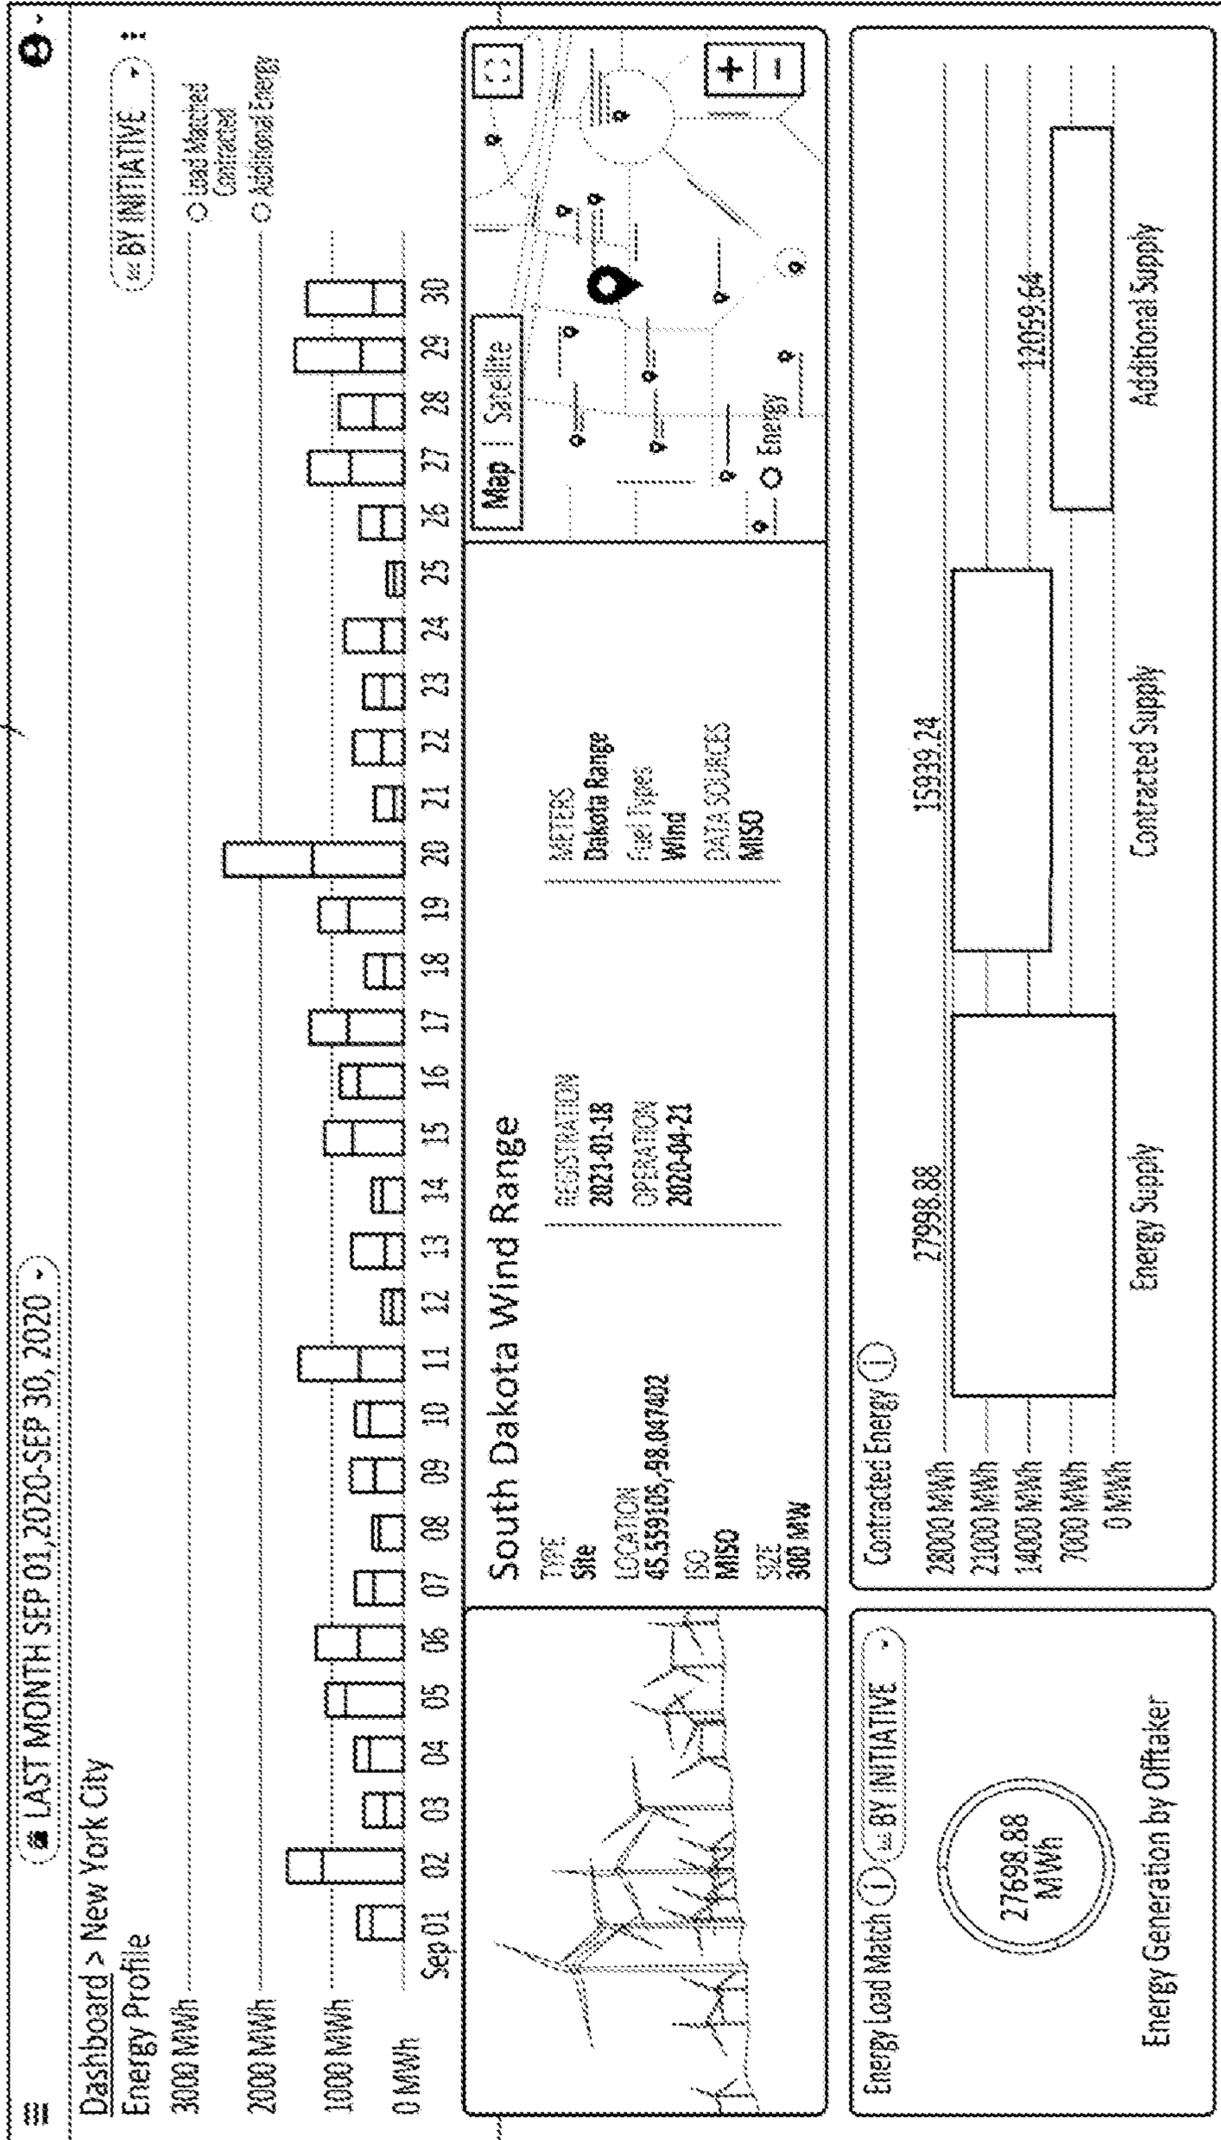 LAST MONTH SEP 01,2020-SEP 30, 2020
Dashboard > New York City
Energy Profile
BY INITIATIVE
3000 MWh
2000 MWh
1000 MWh
0 MWh
Load Matched
Contracted
Additional Energy
Sep 01 02 03 04 05 06 07 08 09 10 11 12 13 14 15 16 17 18 19 20 21 22 23 24 25 26 27 28 29 30
South Dakota Wind Range
TYPE
Site
LOCATION
45.559105,-98.047402
ISO
MISO
SIZE
300 MW
REGISTRATION
2021-01-18
OPERATION
2020-04-21
METERS
Dakota Range
Fuel Types
Wind
DATA SOURCES
MISO
Map | Satellite
Energy
+
−
Energy Load Match i BY INITIATIVE
27698.88
MWh
Energy Generation by Offtaker
Contracted Energy i
28000 MWh
21000 MWh
14000 MWh
7000 MWh
0 MWh
27998.88
15939.24
12059.64
Energy Supply
Contracted Supply
Additional Supply